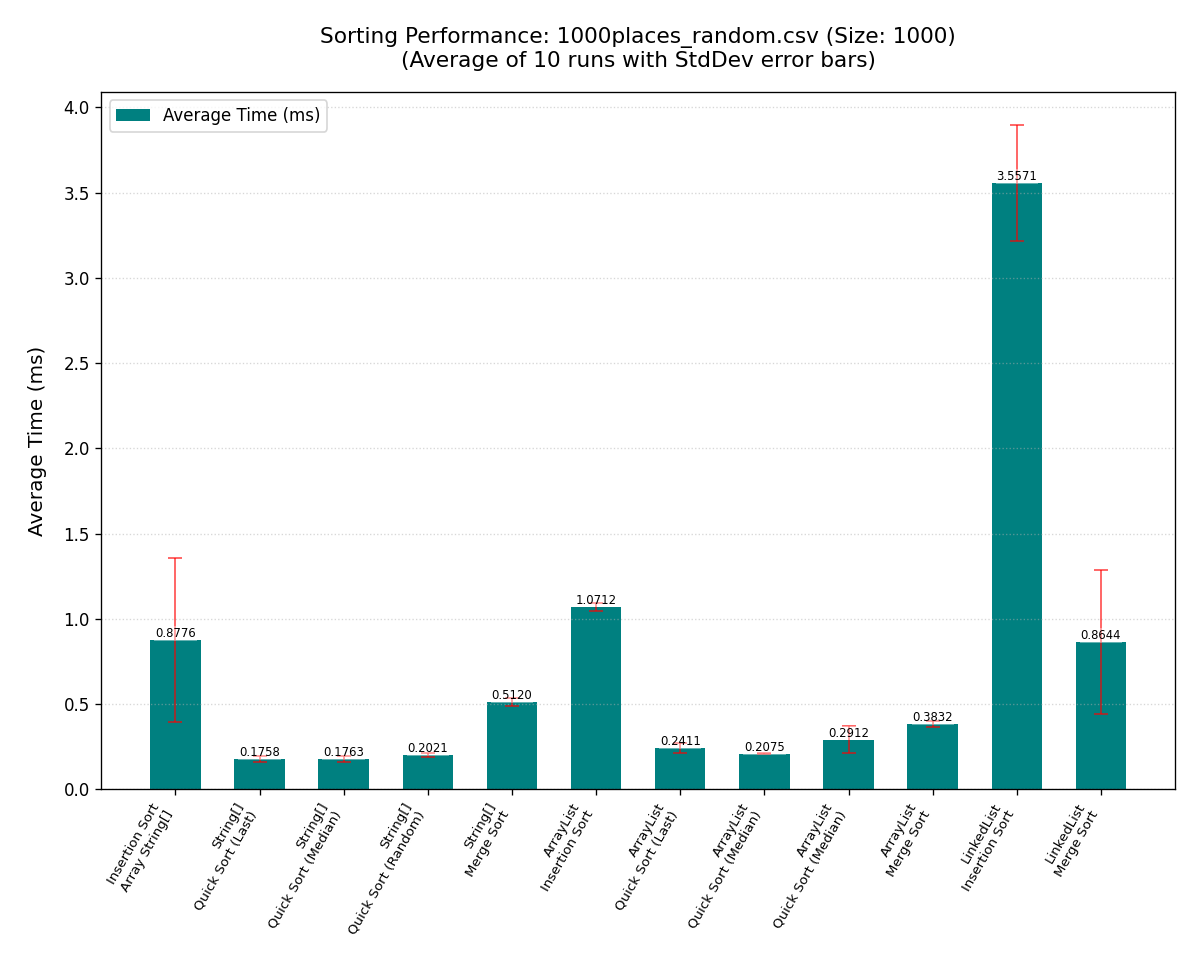 Sorting Performance: 1000places_random.csv (Size: 1000)
(Average of 10 runs with StdDev error bars)
Average Time (ms)
Average Time (ms)
4.0
3.5
3.0
2.5
2.0
1.5
1.0
0.5
0.0
0.8776
0.1758
0.1763
0.2021
0.5120
1.0712
0.2411
0.2075
0.2912
0.3832
3.5571
0.8644
Insertion Sort
Array String[]
String[]
Quick Sort (Last)
String[]
Quick Sort (Median)
String[]
Quick Sort (Random)
String[]
Merge Sort
ArrayList
Insertion Sort
ArrayList
Quick Sort (Last)
ArrayList
Quick Sort (Median)
ArrayList
Quick Sort (Median)
ArrayList
Merge Sort
LinkedList
Insertion Sort
LinkedList
Merge Sort